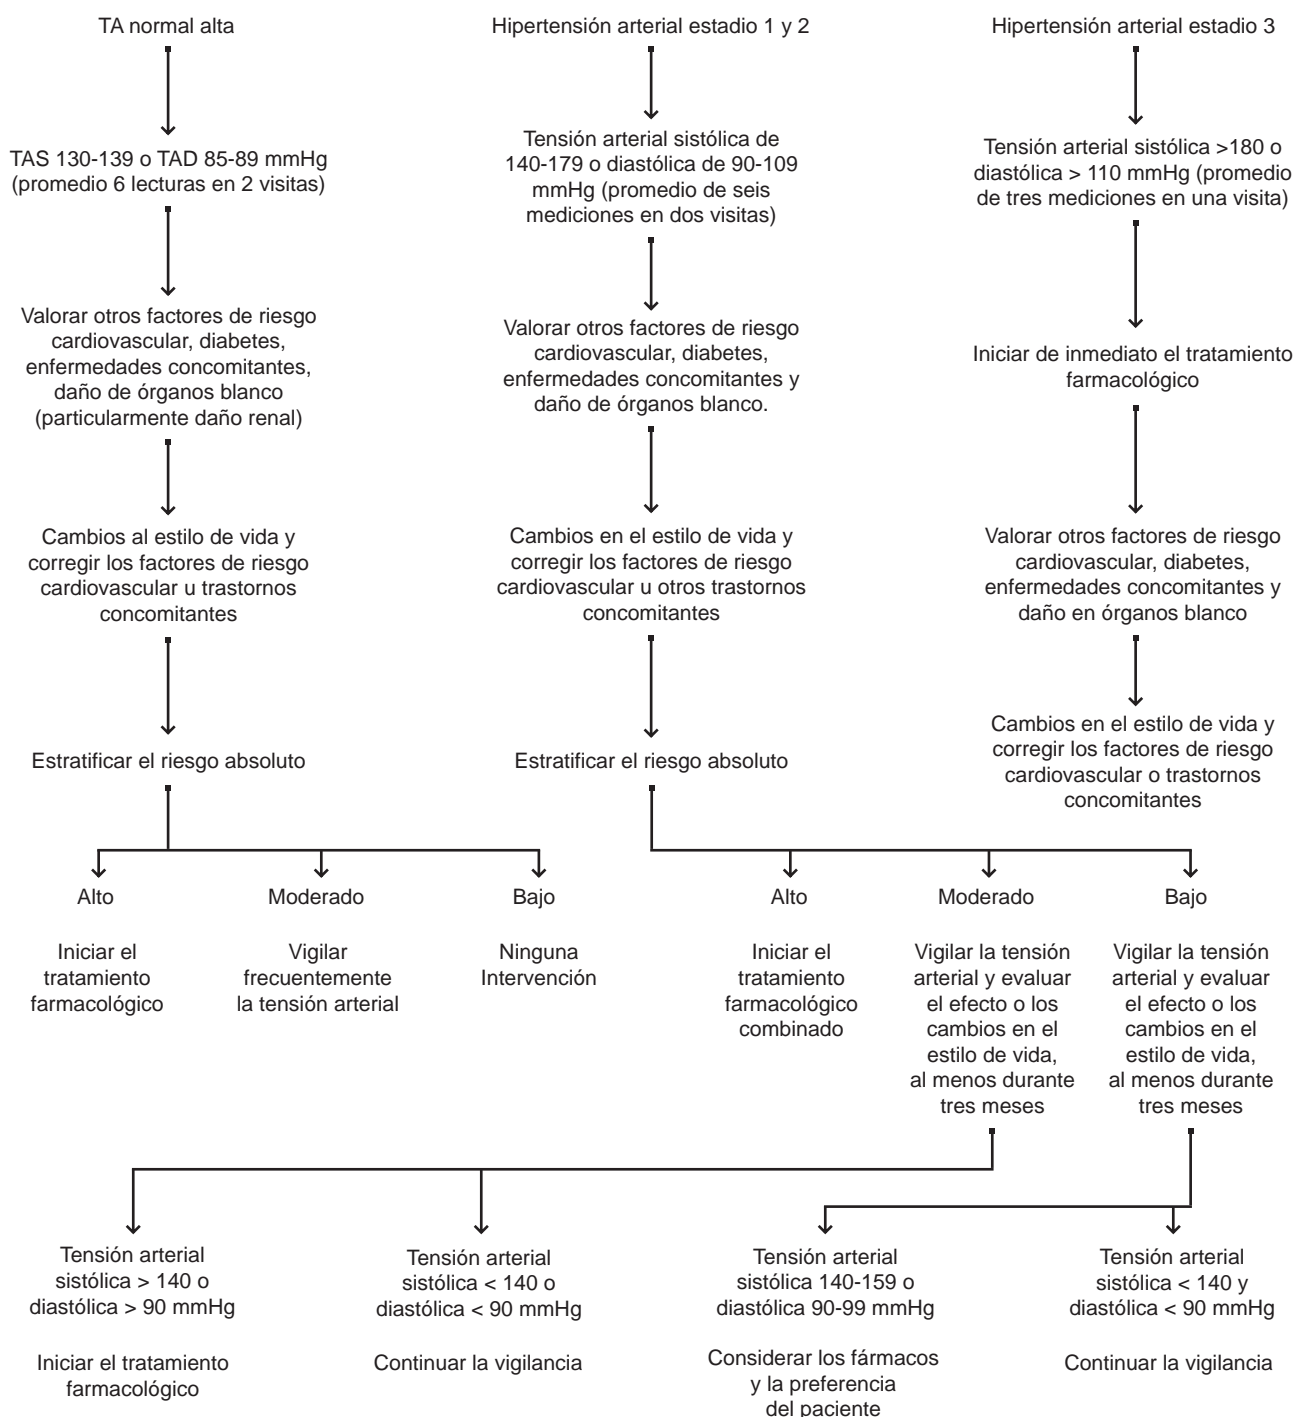 TA normal alta
TAS 130-139 o TAD 85-89 mmHg
(promedio 6 lecturas en 2 visitas)
Valorar otros factores de riesgo
cardiovascular, diabetes,
enfermedades concomitantes,
daño de órganos blanco
(particularmente daño renal)
Cambios al estilo de vida y
corregir los factores de riesgo
cardiovascular u trastornos
concomitantes
Estratificar el riesgo absoluto
Alto
Iniciar el
tratamiento
farmacológico
Moderado
Vigilar
frecuentemente
la tensión arterial
Bajo
Ninguna
Intervención
Hipertensión arterial estadio 1 y 2
Tensión arterial sistólica de
140-179 o diastólica de 90-109
mmHg (promedio de seis
mediciones en dos visitas)
Valorar otros factores de riesgo
cardiovascular, diabetes,
enfermedades concomitantes y
daño de órganos blanco.
Cambios en el estilo de vida y
corregir los factores de riesgo
cardiovascular u otros trastornos
concomitantes
Estratificar el riesgo absoluto
Alto
Iniciar el
tratamiento
farmacológico
combinado
Moderado
Vigilar la tensión
arterial y evaluar
el efecto o los
cambios en el
estilo de vida,
al menos durante
tres meses
Bajo
Vigilar la tensión
arterial y evaluar
el efecto o los
cambios en el
estilo de vida,
al menos durante
tres meses
Hipertensión arterial estadio 3
Tensión arterial sistólica >180 o
diastólica > 110 mmHg (promedio
de tres mediciones en una visita)
Iniciar de inmediato el tratamiento
farmacológico
Valorar otros factores de riesgo
cardiovascular, diabetes,
enfermedades concomitantes y
daño en órganos blanco
Cambios en el estilo de vida y
corregir los factores de riesgo
cardiovascular o trastornos
concomitantes
Tensión arterial
sistólica > 140 o
diastólica > 90 mmHg
Iniciar el tratamiento
farmacológico
Tensión arterial
sistólica < 140 o
diastólica < 90 mmHg
Continuar la vigilancia
Tensión arterial
sistólica 140-159 o
diastólica 90-99 mmHg
Considerar los fármacos
y la preferencia
del paciente
Tensión arterial
sistólica < 140 y
diastólica < 90 mmHg
Continuar la vigilancia